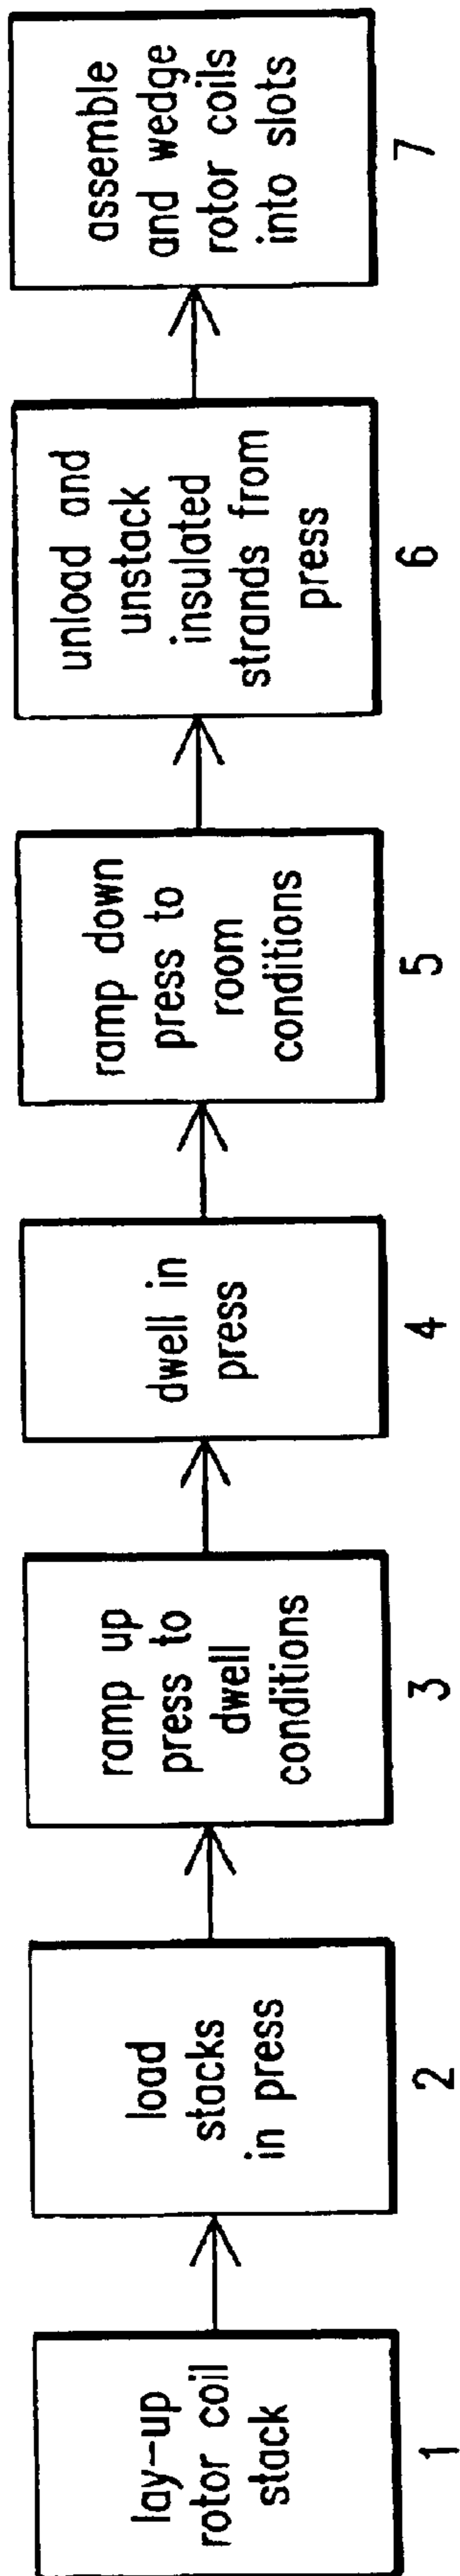 lay-up
rotor coil
stack
1
load
stacks
in press
2
ramp up
press to
dwell
conditions
3
dwell in
press
4
ramp down
press to
room
conditions
5
unload and
unstack
insulated
strands from
press
6
assemble
and wedge
rotor coils
into slots
7